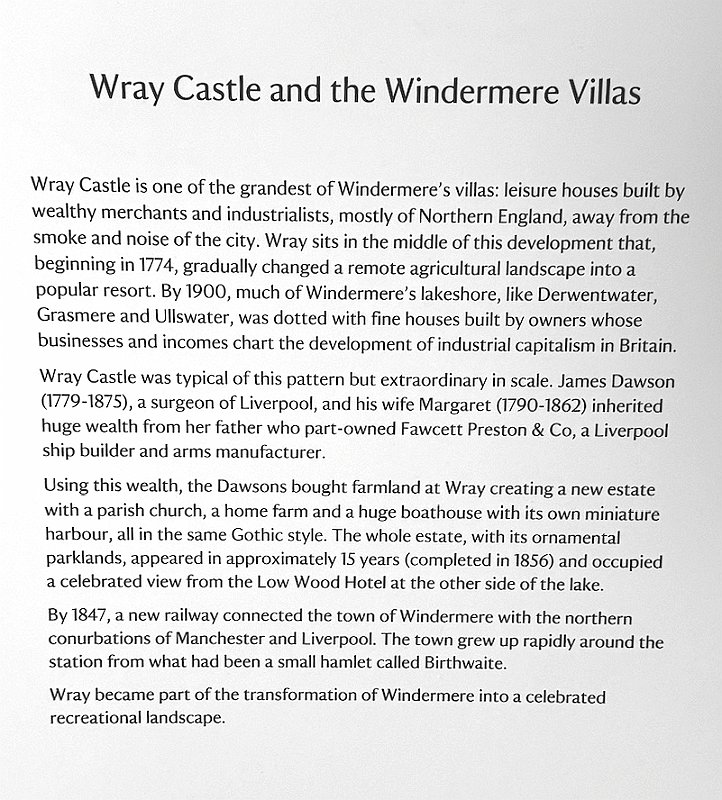 Wray Castle and the Windermere Villas
Wray Castle is one of the grandest of Windermere's villas: leisure houses built by
wealthy merchants and industrialists, mostly of Northern England, away from the
smoke and noise of the city. Wray sits in the middle of this development that,
beginning in 1774, gradually changed a remote agricultural landscape into a
popular resort. By 1900, much of Windermere's lakeshore, like Derwentwater,
Grasmere and Ullswater, was dotted with fine houses built by owners whose
businesses and incomes chart the development of industrial capitalism in Britain.
Wray Castle was typical of this pattern but extraordinary in scale. James Dawson
(1779-1875), a surgeon of Liverpool, and his wife Margaret (1790-1862) inherited
huge wealth from her father who part-owned Fawcett Preston & Co, a Liverpool
ship builder and arms manufacturer.
Using this wealth, the Dawsons bought farmland at Wray creating a new estate
with a parish church, a home farm and a huge boathouse with its own miniature
harbour, all in the same Gothic style. The whole estate, with its ornamental
parklands, appeared in approximately 15 years (completed in 1856) and occupied
a celebrated view from the Low Wood Hotel at the other side of the lake.
By 1847, a new railway connected the town of Windermere with the northern
conurbations of Manchester and Liverpool. The town grew up rapidly around the
station from what had been a small hamlet called Birthwaite.
Wray became part of the transformation of Windermere into a celebrated
recreational landscape.